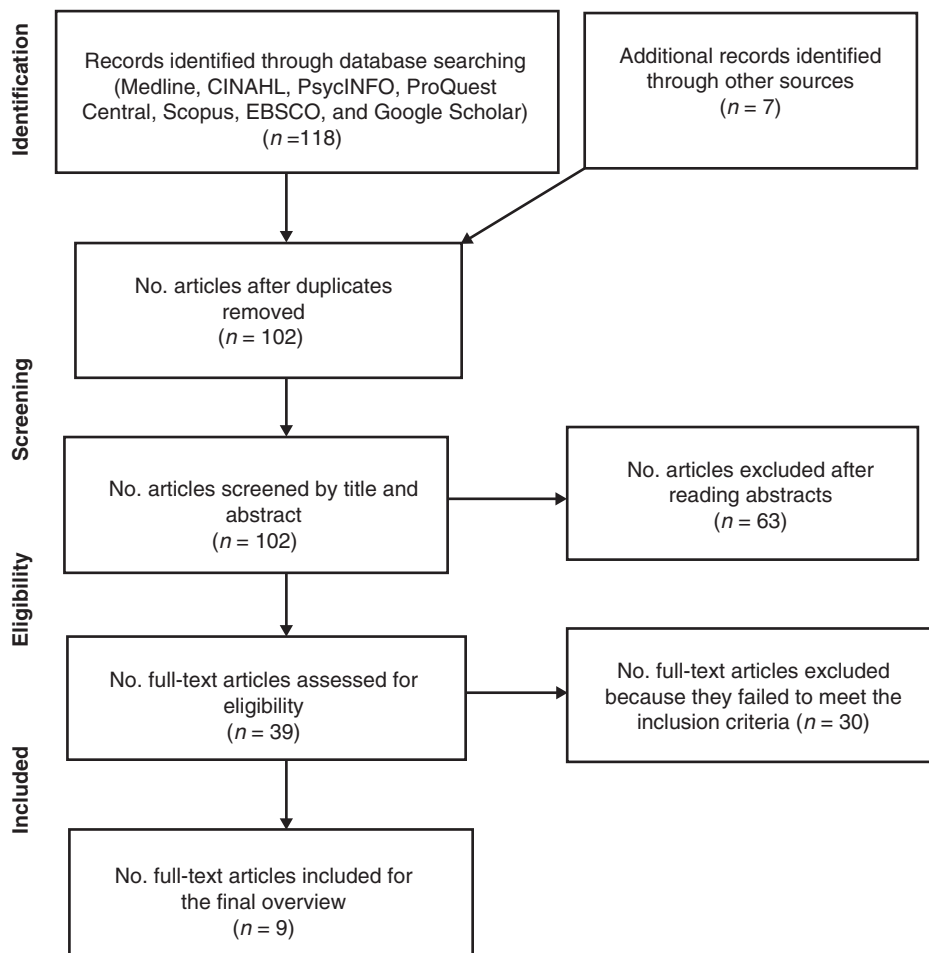 Identification
Records identified through database searching
(Medline, CINAHL, PsycINFO, ProQuest
Central, Scopus, EBSCO, and Google Scholar)
(n =118)
Additional records identified
through other sources
(n = 7)
No. articles after duplicates
removed
(n = 102)
Screening
No. articles screened by title and
abstract
(n = 102)
No. articles excluded after
reading abstracts
(n = 63)
Eligibility
No. full-text articles assessed for
eligibility
(n = 39)
No. full-text articles excluded
because they failed to meet the
inclusion criteria (n = 30)
Included
No. full-text articles included for
the final overview
(n = 9)